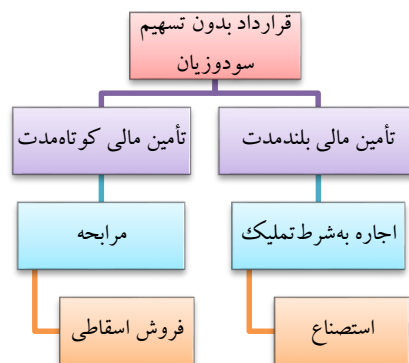 قرارداد بدون تسهیم
سودوزیان
تأمین مالی بلندمدت
تأمین مالی کوتاه‌مدت
اجاره به‌شرط تملیک
مرابحه
استصناع
فروش اسقاطی